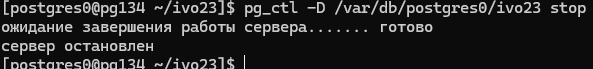 [postgres0@pg134 ~/ivo23]$ pg_ctl -D /var/db/postgres0/ivo23 stop
ожидание завершения работы сервера....... готово
сервер остановлен
[postgres0@pg134 ~/ivo23]$